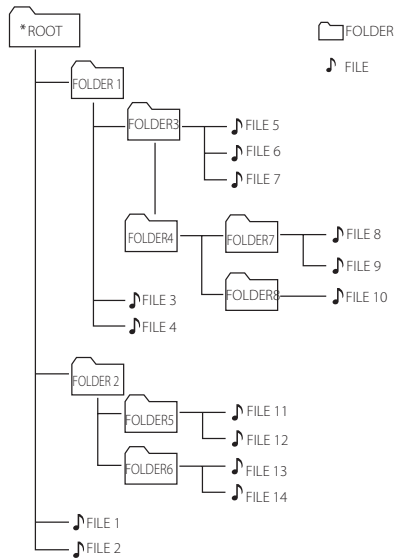 *ROOT
FOLDER
FILE
FOLDER 1
FOLDER3
FILE 5
FILE 6
FILE 7
FOLDER4
FOLDER7
FILE 8
FILE 9
FOLDER8
FILE 10
FILE 3
FILE 4
FOLDER 2
FOLDER5
FILE 11
FILE 12
FOLDER6
FILE 13
FILE 14
FILE 1
FILE 2